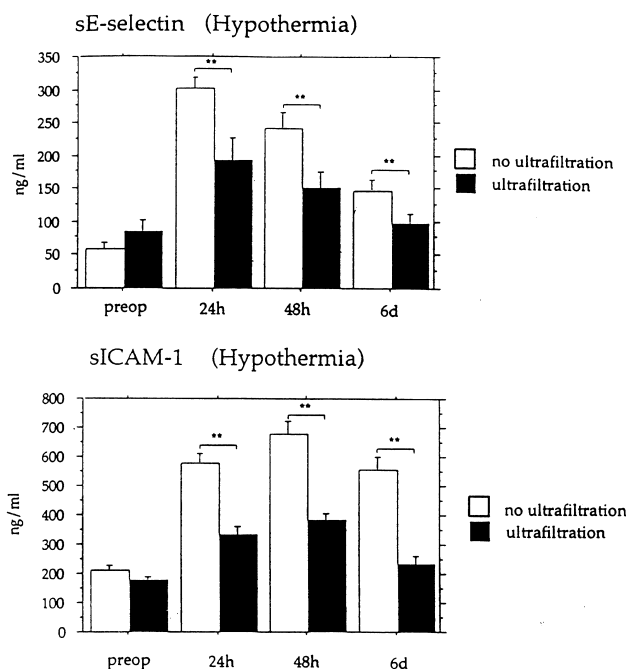 sE-selectin (Hypothermia)
350
300
250
200
150
100
50
0
ng/ml
**
**
**
preop 24h 48h 6d
no ultrafiltration
ultrafiltration
sICAM-1 (Hypothermia)
800
700
600
500
400
300
200
100
0
ng/ml
**
**
**
preop 24h 48h 6d
no ultrafiltration
ultrafiltration